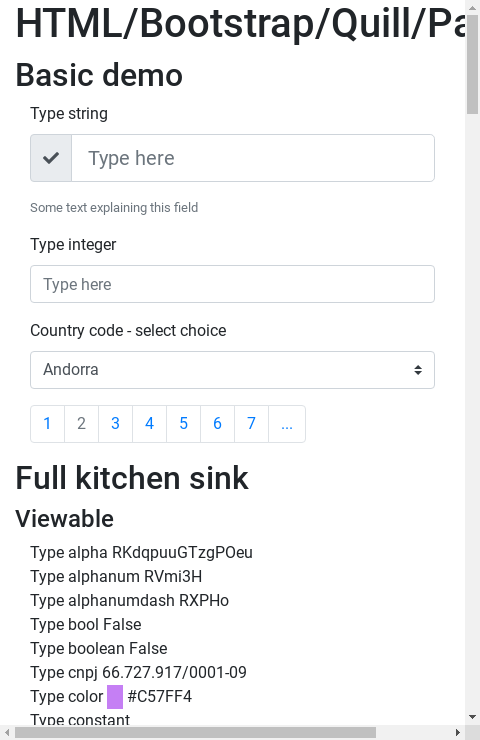 HTML/Bootstrap/Quill/Pa
Basic demo
Type string
Type here
Some text explaining this field
Type integer
Type here
Country code - select choice
Andorra
1 2 3 4 5 6 7 ...
Full kitchen sink
Viewable
Type alpha RKdqpuuGTzgPOeu
Type alphanum RVmi3H
Type alphanumdash RXPHo
Type bool False
Type boolean False
Type cnpj 66.727.917/0001-09
Type color #C57FF4
Type constant